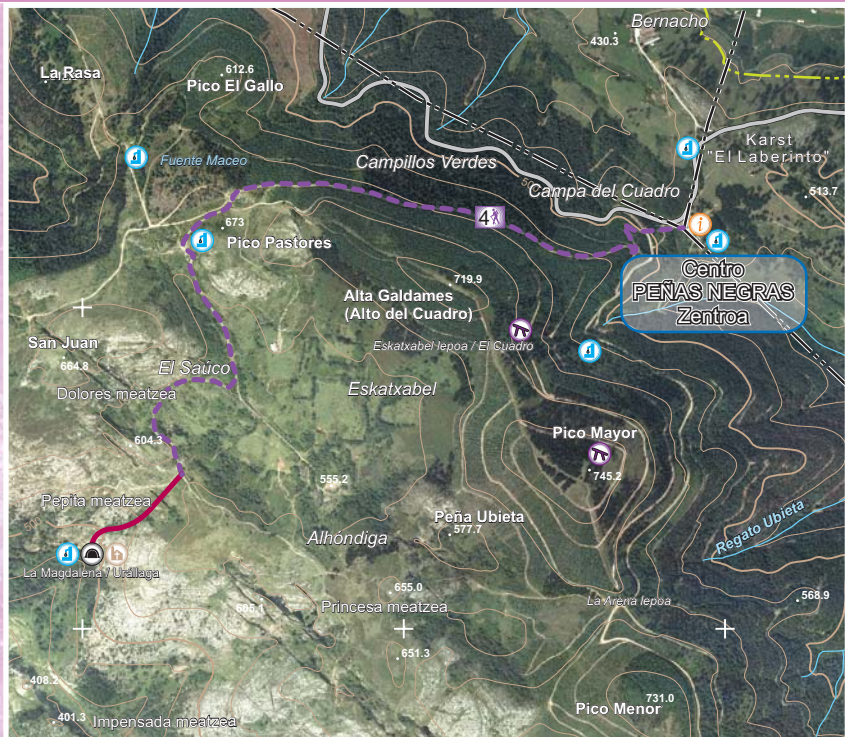 Bernacho
430.3
La Rasa
612.6
Pico El Gallo
Karst
"El Laberinto"
Fuente Maceo
Campillos Verdes
Campa del Cuadro
513.7
4
673
i
Pico Pastores
Centro
PEÑAS NEGRAS
Zentroa
719.9
Alta Galdames
(Alto del Cuadro)
San Juan
664.8
Eskatxabel lepoa / El Cuadro
El Saúco
Dolores meatzea
Eskatxabel
604.3
Pico Mayor
745.2
555.2
Pepita meatzea
Peña Ubieta
577.7
Regato Ubieta
Alhóndiga
La Magdalena / Urállaga
655.0
568.9
Princesa meatzea
La Arena lepoa
651.3
408.2
731.0
Pico Menor
401.3
Impensada meatzea